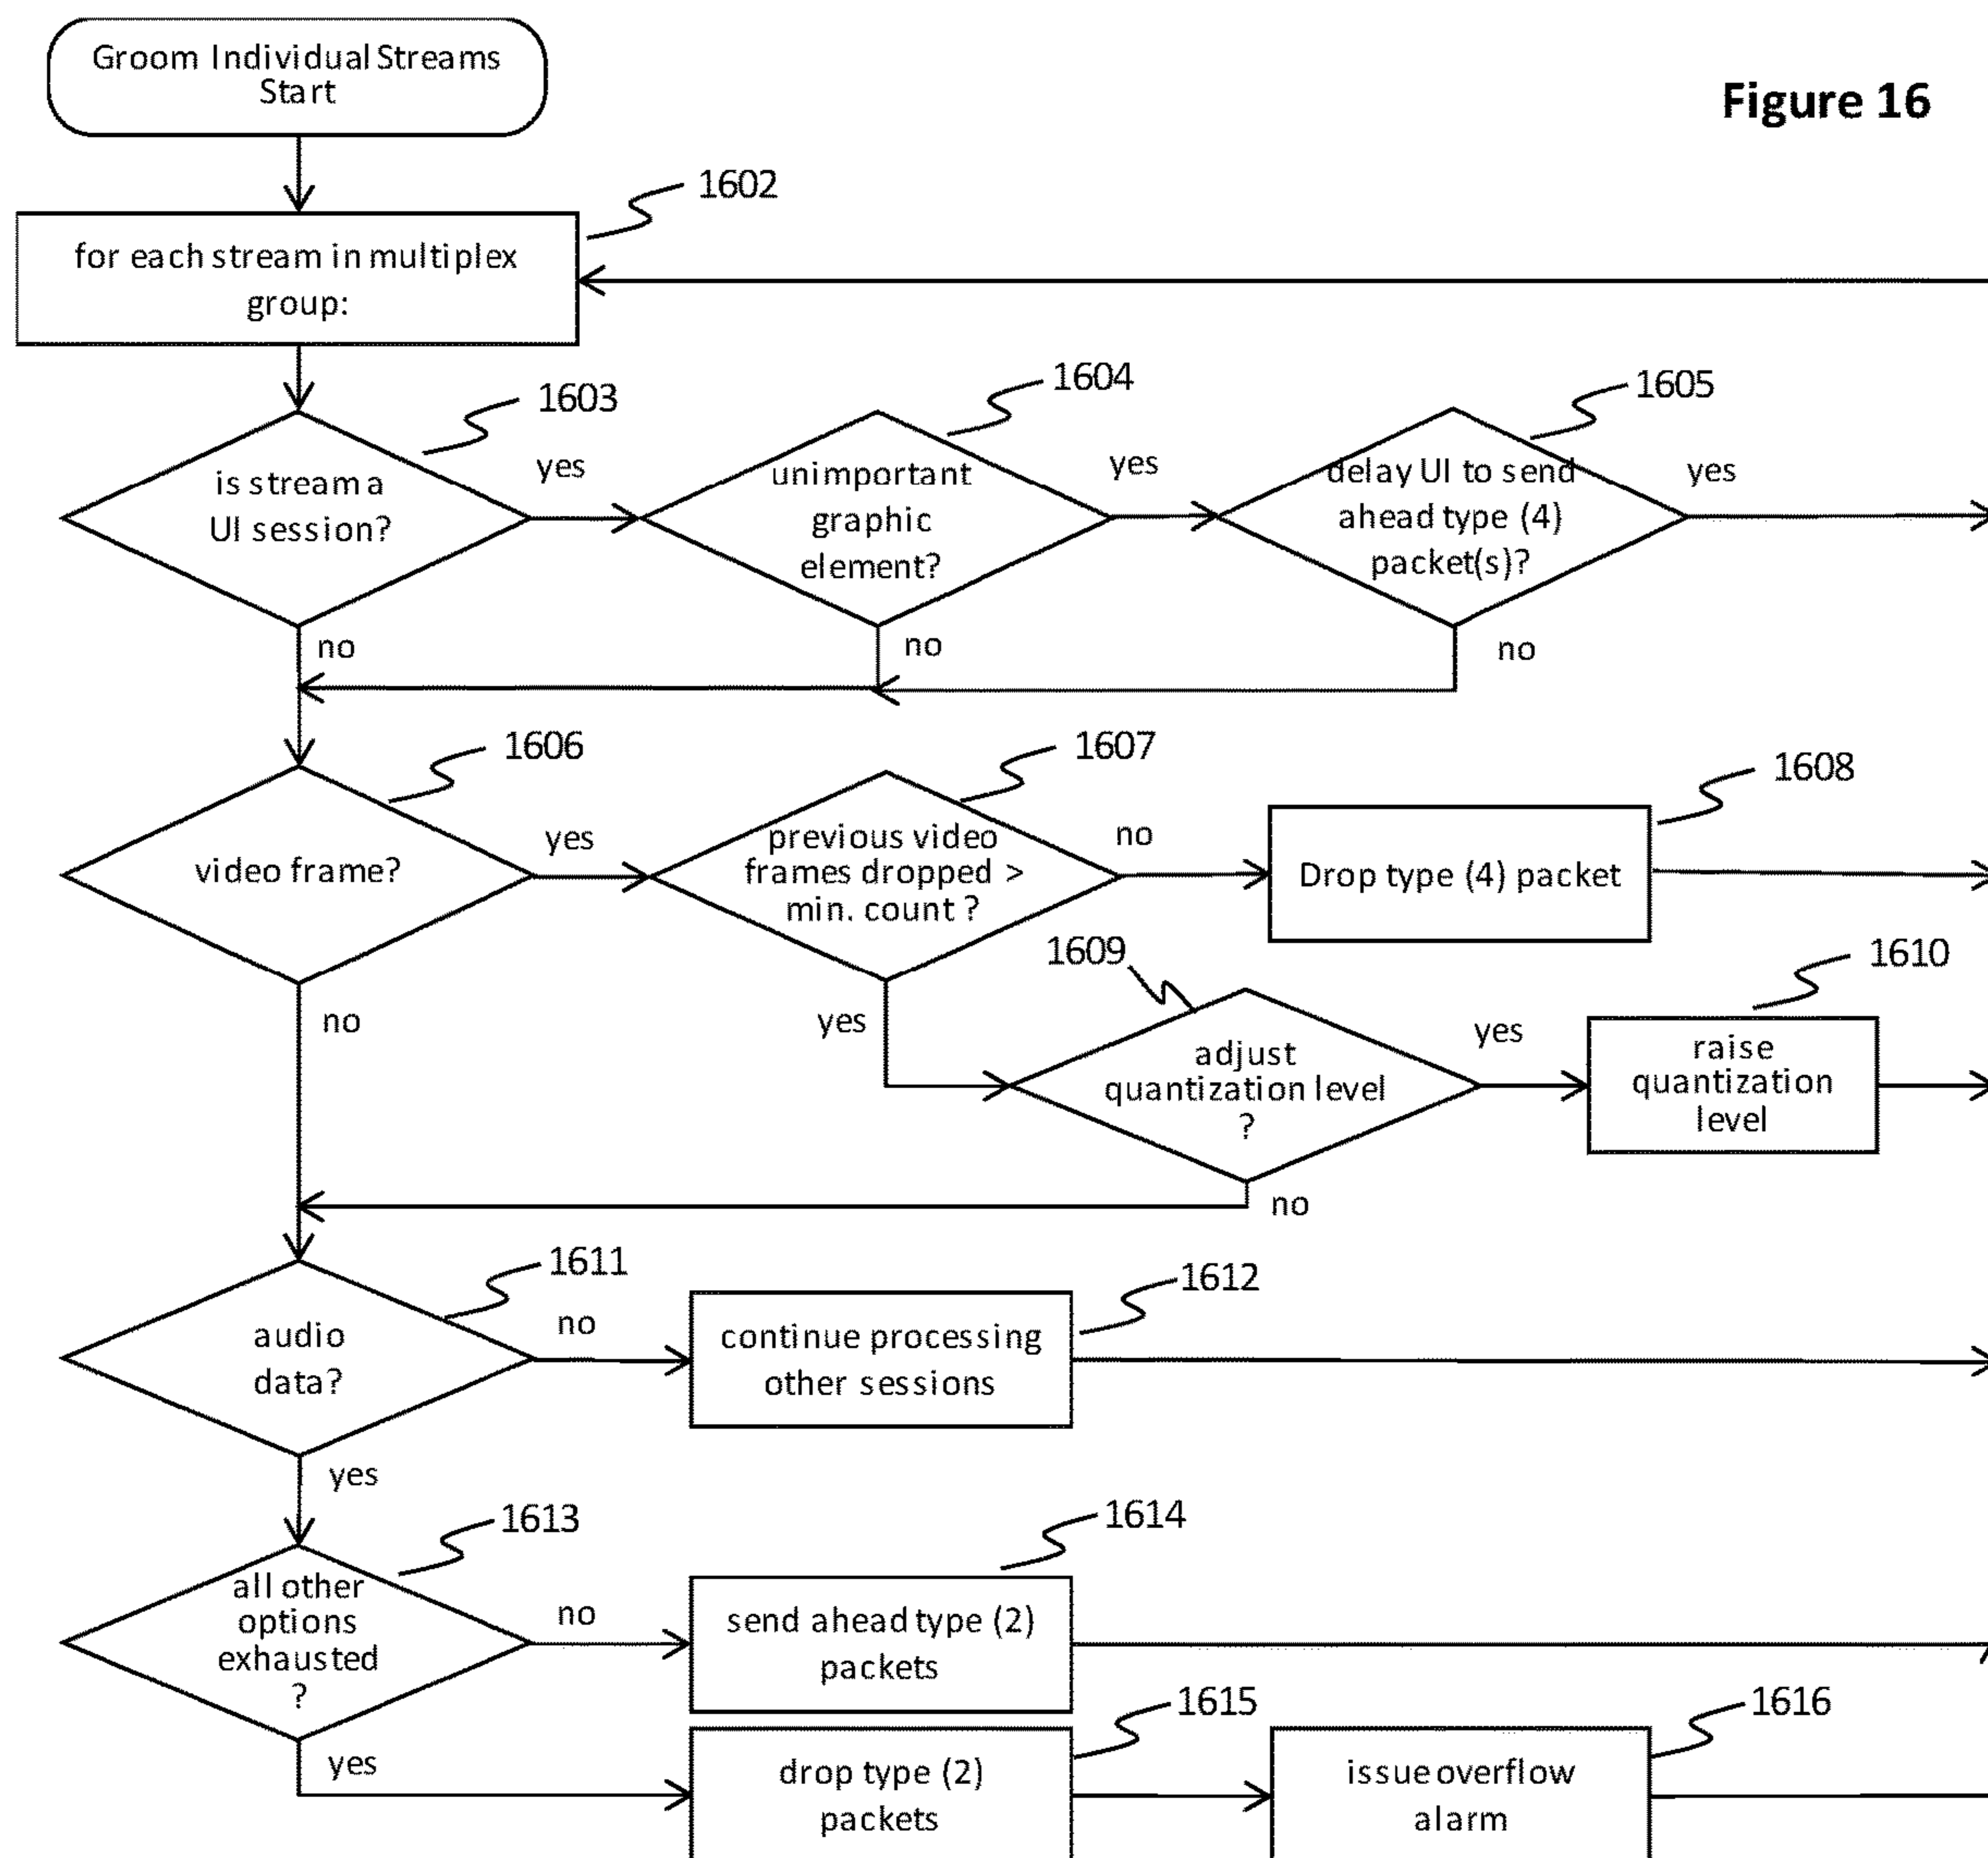 Groom Individual Streams
Start
Figure 16
1602
for each stream in multiplex
group:
1603
1604
1605
is stream a
UI session?
yes
unimportant
graphic
element?
yes
delay UI to send
ahead type (4)
packet(s)?
yes
no
no
no
1606
1607
1608
video frame?
yes
previous video
frames dropped >
min. count ?
no
Drop type (4) packet
1609
1610
no
yes
adjust
quantization level
?
yes
raise
quantization
level
no
1611
1612
audio
data?
no
continue processing
other sessions
yes
1613
1614
all other
options
exhausted
?
no
send ahead type (2)
packets
1615
1616
yes
drop type (2)
packets
issue overflow
alarm